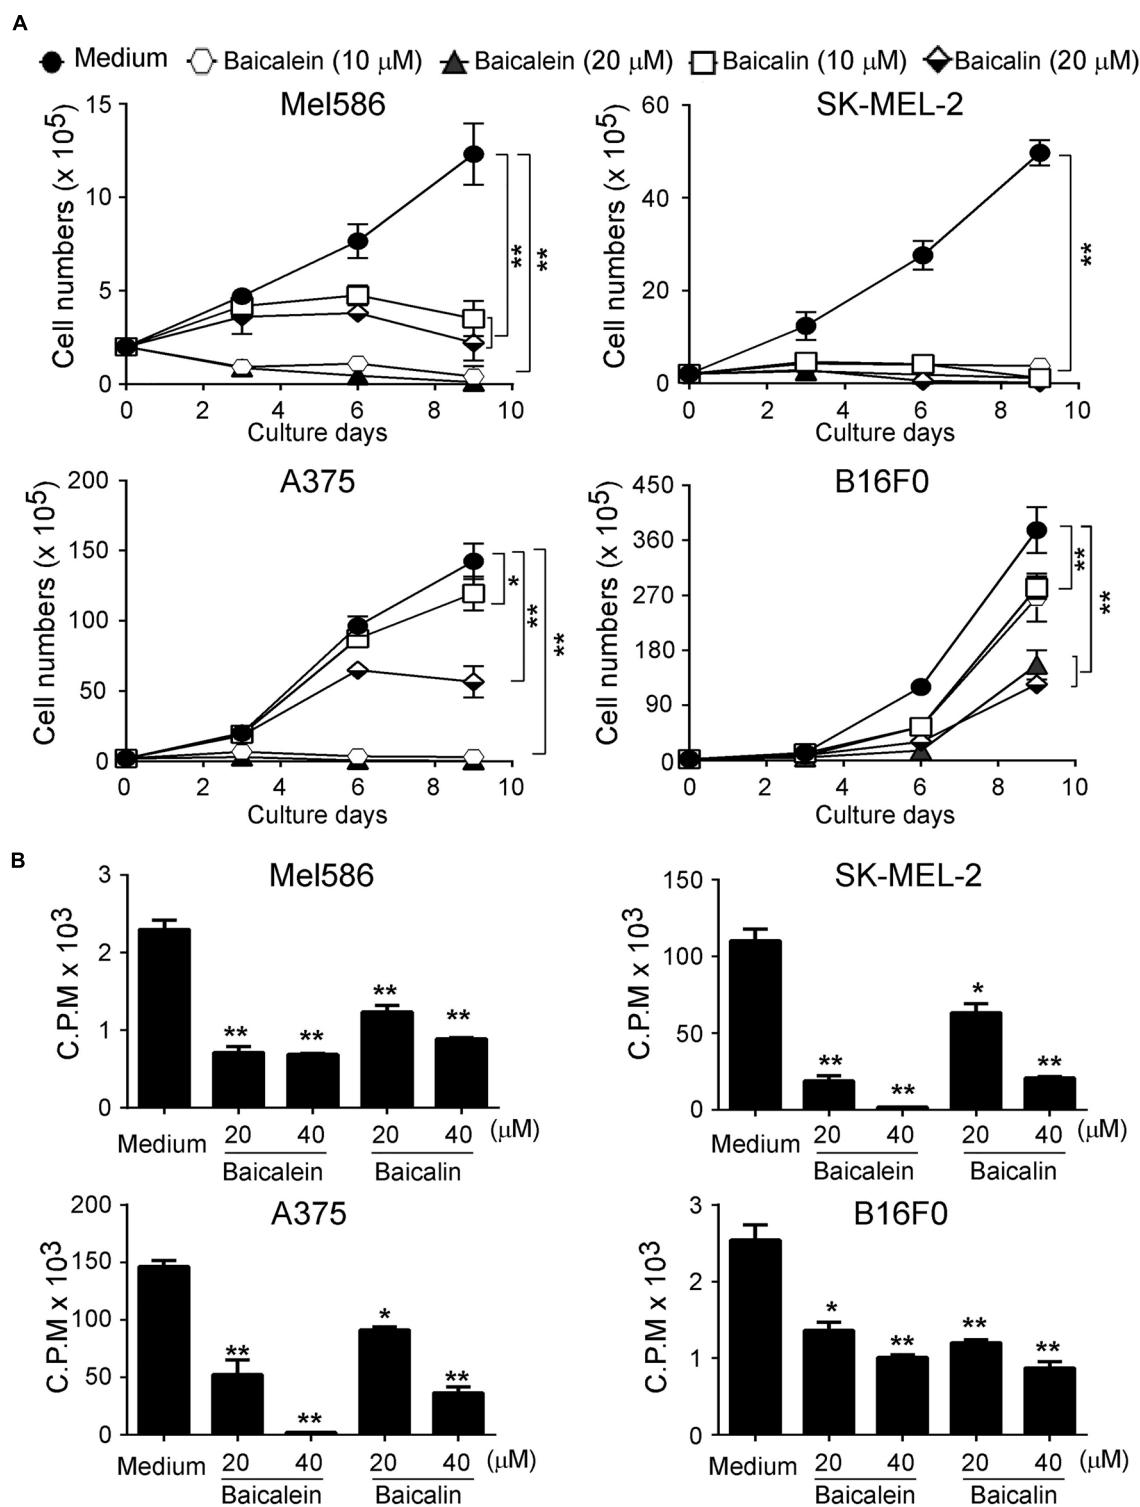 A
Medium Baicalein (10 μM) Baicalein (20 μM) Baicalin (10 μM) Baicalin (20 μM)
Mel586
Cell numbers (x 10⁵)
15
10
5
0
0 2 4 6 8 10
Culture days
** **
SK-MEL-2
Cell numbers (x 10⁵)
60
40
20
0
0 2 4 6 8 10
Culture days
**
A375
Cell numbers (x 10⁵)
200
150
100
50
0
0 2 4 6 8 10
Culture days
* ** **
B16F0
Cell numbers (x 10⁵)
450
360
270
180
90
0
0 2 4 6 8 10
Culture days
** **
B
Mel586
C.P.M x 10³
3
2
1
0
** ** ** **
Medium 20 40 20 40 (μM)
Baicalein Baicalin
SK-MEL-2
C.P.M x 10³
150
100
50
0
** ** * **
Medium 20 40 20 40 (μM)
Baicalein Baicalin
A375
C.P.M x 10³
200
150
100
50
0
** ** * **
Medium 20 40 20 40 (μM)
Baicalein Baicalin
B16F0
C.P.M x 10³
3
2
1
0
* ** ** **
Medium 20 40 20 40 (μM)
Baicalein Baicalin